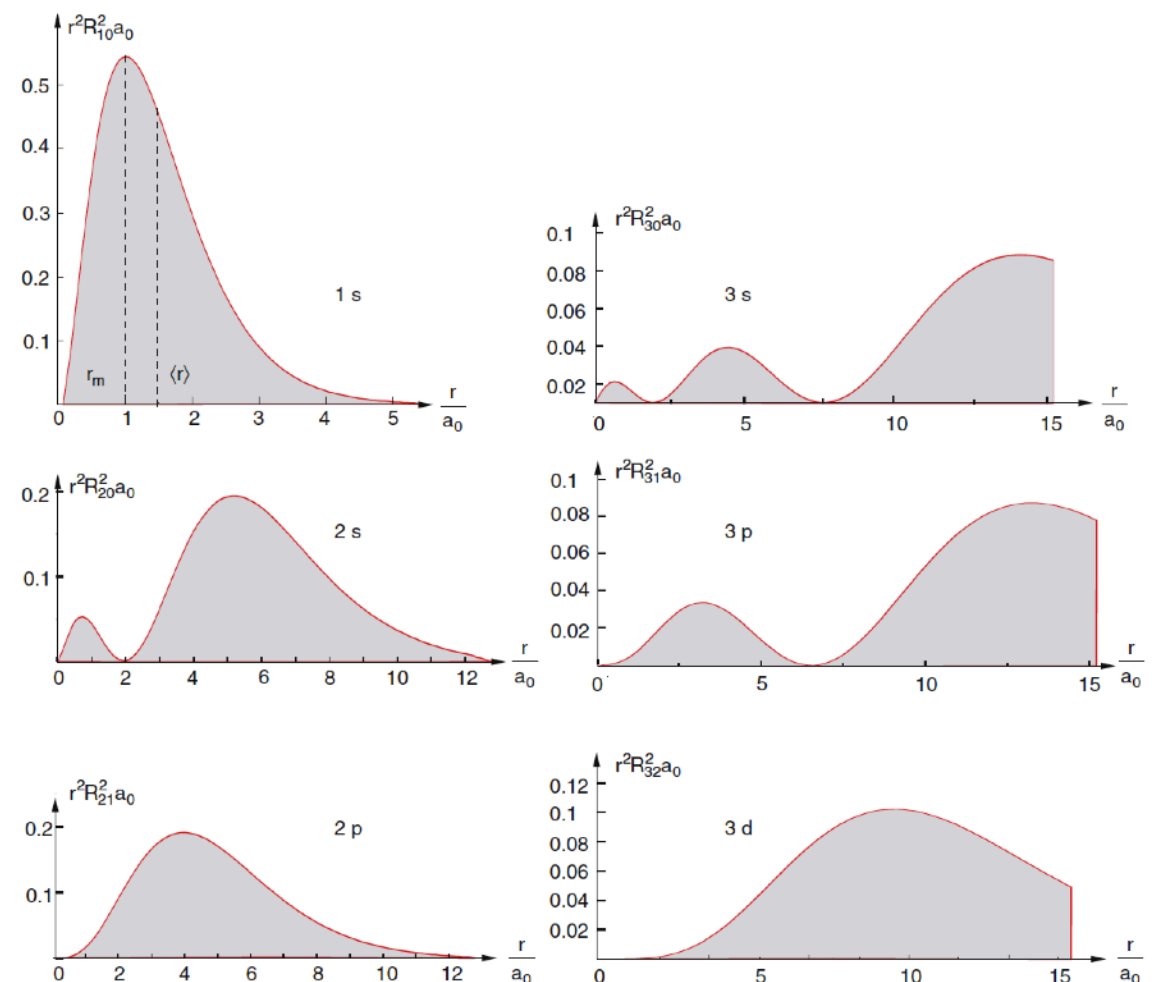 r²R²₁₀a₀
0.5
0.4
0.3
0.2
0.1
1 s
rₘ
⟨r⟩
0 1 2 3 4 5
r
a₀
r²R²₃₀a₀
0.1
0.08
0.06
0.04
0.02
3 s
0 5 10 15
r
a₀
r²R²₂₀a₀
0.2
0.1
2 s
0 2 4 6 8 10 12
r
a₀
r²R²₃₁a₀
0.1
0.08
0.06
0.04
0.02
3 p
0 5 10 15
r
a₀
r²R²₂₁a₀
0.2
0.1
2 p
0 2 4 6 8 10 12
r
a₀
r²R²₃₂a₀
0.12
0.1
0.08
0.06
0.04
0.02
3 d
0 5 10 15
r
a₀